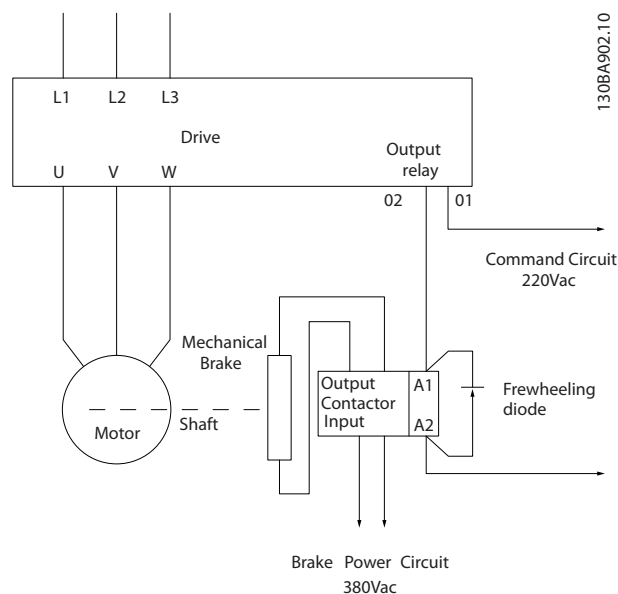 130BA902.10
L1 L2 L3
Drive
U V W
Output
relay
02 01
Command Circuit
220Vac
Mechanical
Brake
Output
Contactor
Input
A1
A2
Frewheeling
diode
Motor
Shaft
Brake Power Circuit
380Vac